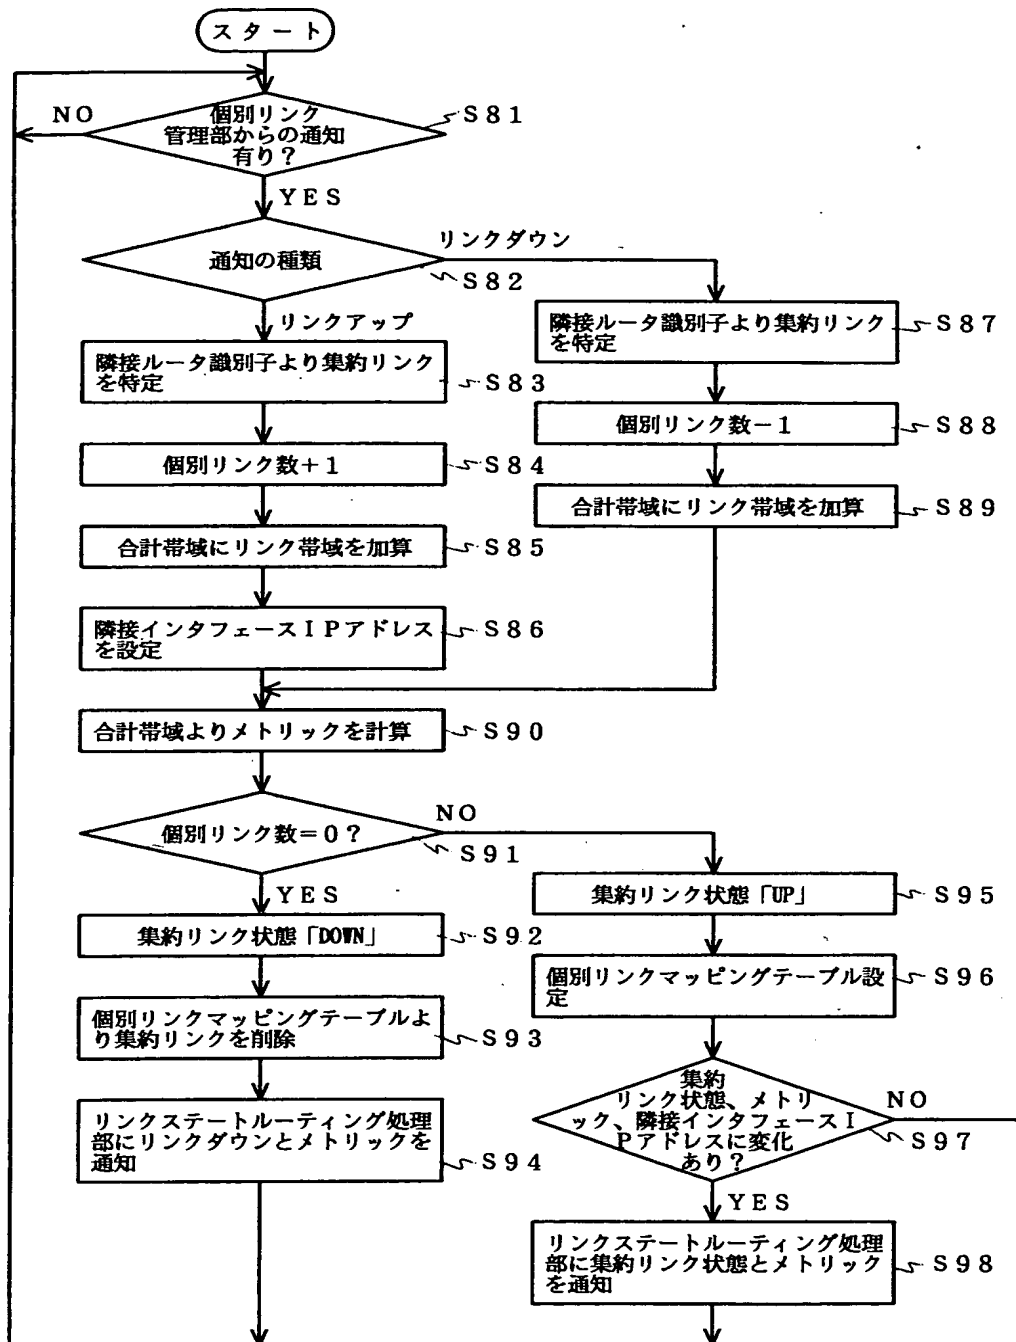 スタート
個別リンク
管理部からの通知
有り?
NO
S81
YES
通知の種類
リンクダウン
S82
リンクアップ
隣接ルータ識別子より集約リンク
を特定
S83
隣接ルータ識別子より集約リンク
を特定
S87
個別リンク数+1
S84
個別リンク数-1
S88
合計帯域にリンク帯域を加算
S85
合計帯域にリンク帯域を加算
S89
隣接インタフェースIPアドレス
を設定
S86
合計帯域よりメトリックを計算
S90
個別リンク数=0?
NO
S91
YES
集約リンク状態「DOWN」
S92
集約リンク状態「UP」
S95
個別リンクマッピングテーブルよ
り集約リンクを削除
S93
個別リンクマッピングテーブル設
定
S96
リンクステートルーティング処理
部にリンクダウンとメトリックを
通知
S94
集約
リンク状態、メトリ
ック、隣接インタフェースI
Pアドレスに変化
あり?
NO
S97
YES
リンクステートルーティング処理
部に集約リンク状態とメトリック
を通知
S98